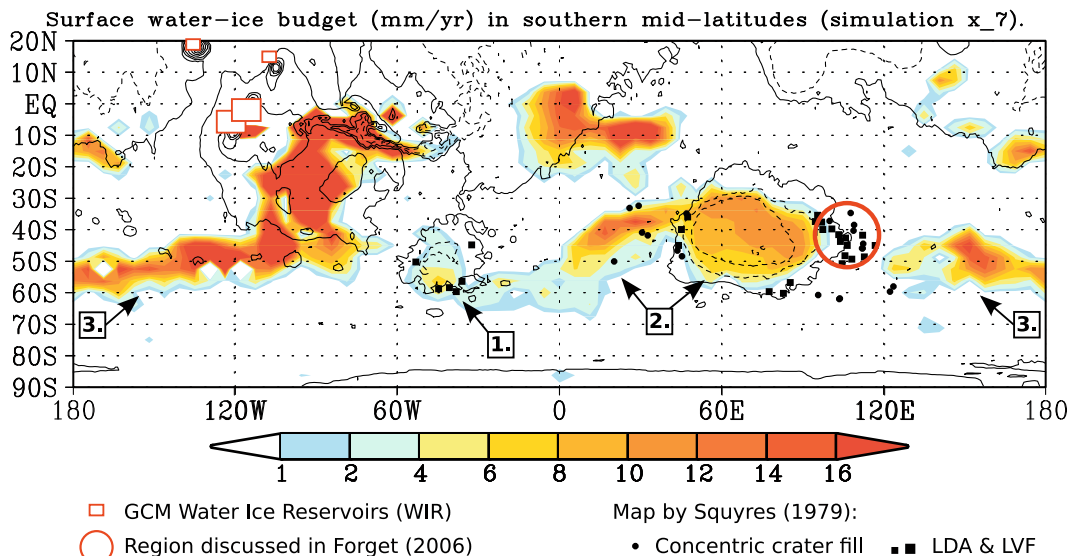 Surface water-ice budget (mm/yr) in southern mid-latitudes (simulation x_7).
20N
10N
EQ
10S
20S
30S
40S
50S
60S
70S
80S
90S
3.
1.
2.
3.
180 120W 60W 0 60E 120E 180
1 2 4 6 8 10 12 14 16
GCM Water Ice Reservoirs (WIR)
Map by Squyres (1979):
Region discussed in Forget (2006)
Concentric crater fill
LDA & LVF